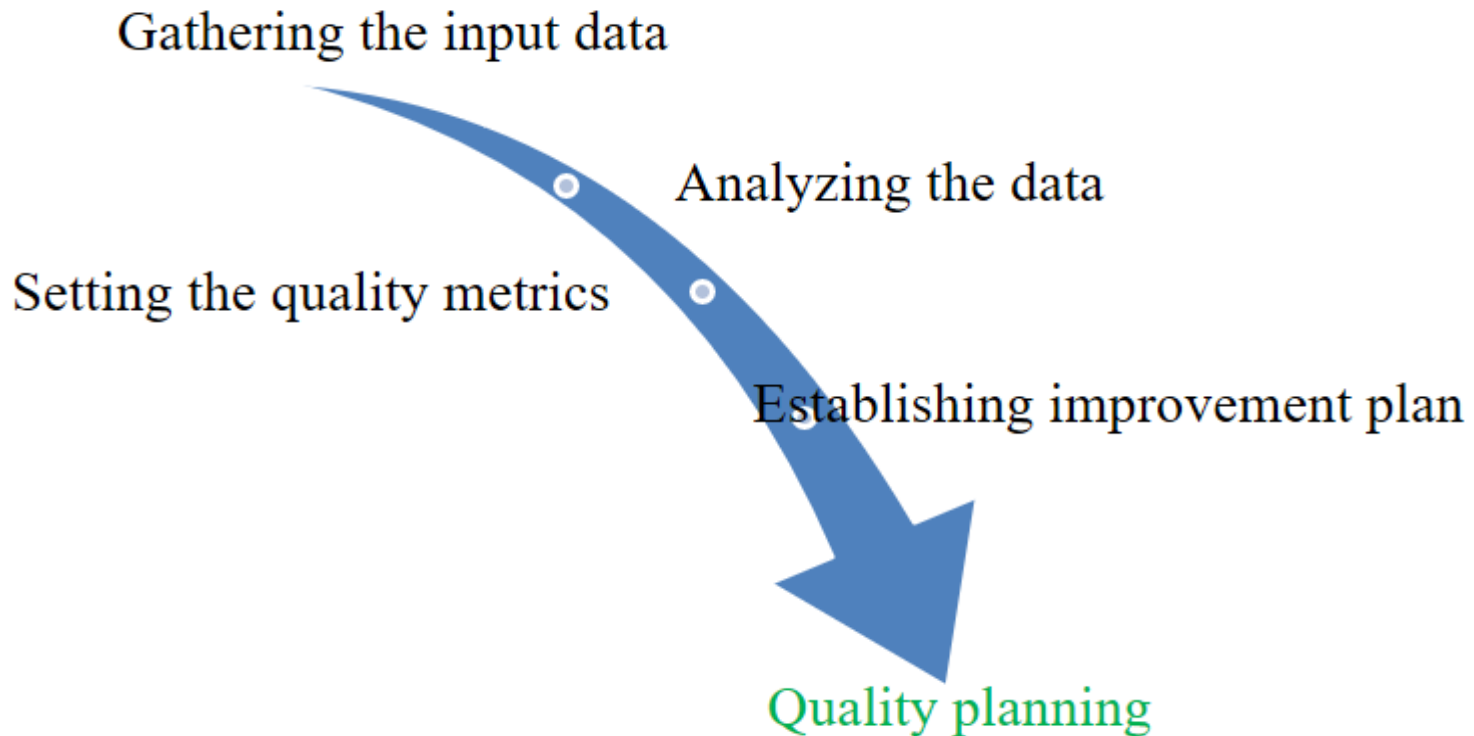 Gathering the input data
Analyzing the data
Setting the quality metrics
Establishing improvement plan
Quality planning